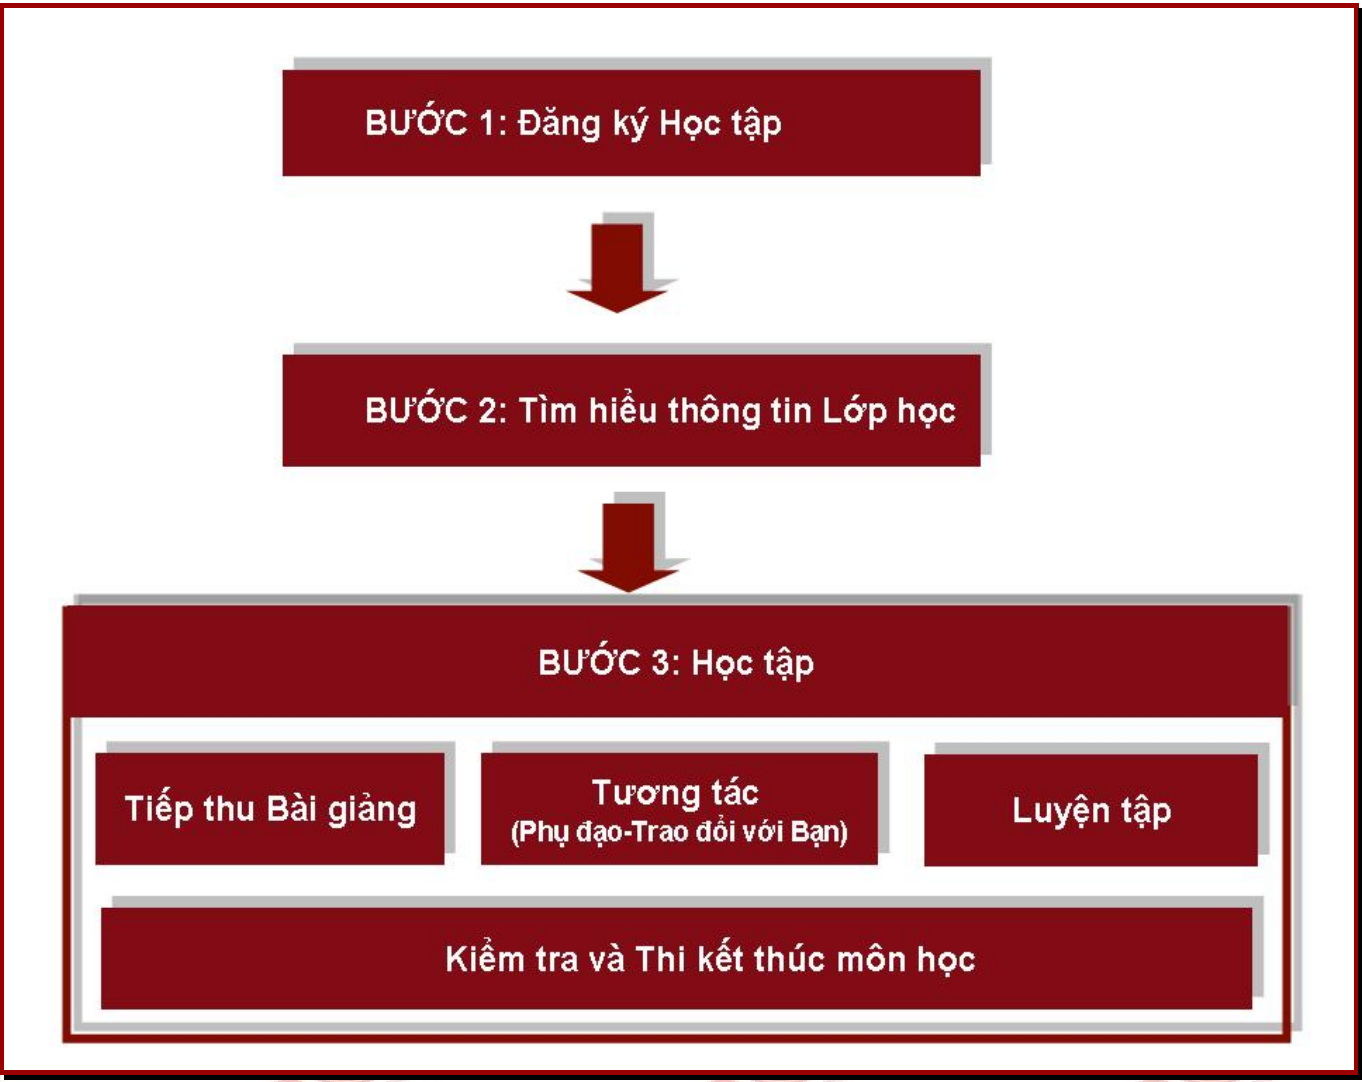 BƯỚC 1: Đăng ký Học tập
BƯỚC 2: Tìm hiểu thông tin Lớp học
BƯỚC 3: Học tập
Tiếp thu Bài giảng
Tương tác
(Phụ đạo-Trao đổi với Bạn)
Luyện tập
Kiểm tra và Thi kết thúc môn học